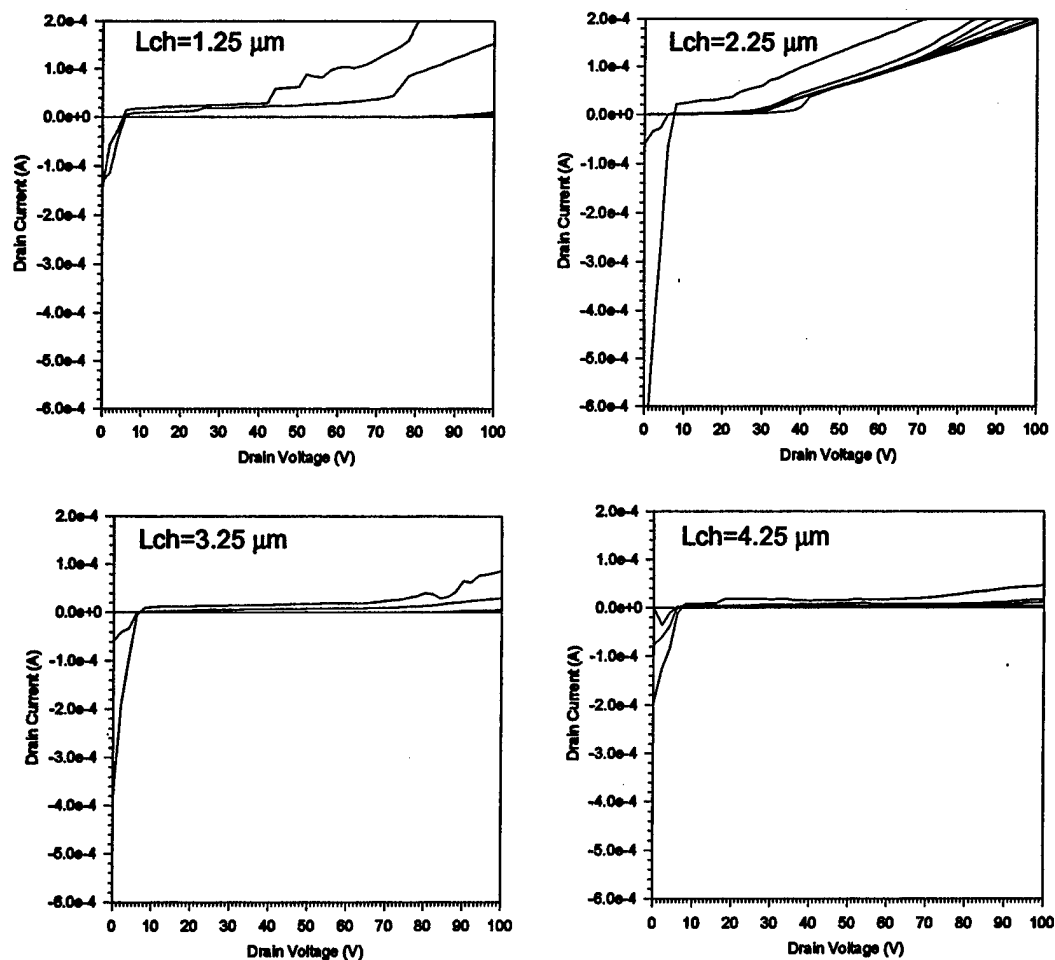 Lch=1.25 µm
2.0e-4
1.0e-4
0.0e+0
-1.0e-4
-2.0e-4
-3.0e-4
-4.0e-4
-5.0e-4
-6.0e-4
Drain Current (A)
0 10 20 30 40 50 60 70 80 90 100
Drain Voltage (V)
Lch=2.25 µm
2.0e-4
1.0e-4
0.0e+0
-1.0e-4
-2.0e-4
-3.0e-4
-4.0e-4
-5.0e-4
-6.0e-4
Drain Current (A)
0 10 20 30 40 50 60 70 80 90 100
Drain Voltage (V)
Lch=3.25 µm
2.0e-4
1.0e-4
0.0e+0
-1.0e-4
-2.0e-4
-3.0e-4
-4.0e-4
-5.0e-4
-6.0e-4
Drain Current (A)
0 10 20 30 40 50 60 70 80 90 100
Drain Voltage (V)
Lch=4.25 µm
2.0e-4
1.0e-4
0.0e+0
-1.0e-4
-2.0e-4
-3.0e-4
-4.0e-4
-5.0e-4
-6.0e-4
Drain Current (A)
0 10 20 30 40 50 60 70 80 90 100
Drain Voltage (V)